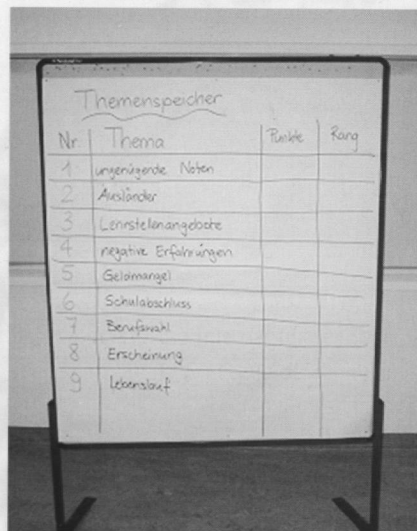 Themenspeicher
Nr. Thema Punkte Rang
1 ungenügende Noten
2 Ausländer
3 Lehrstellenangebote
4 negative Erfahrungen
5 Geldmangel
6 Schulabschluss
7 Berufswahl
8 Erscheinung
9 Lebenslauf